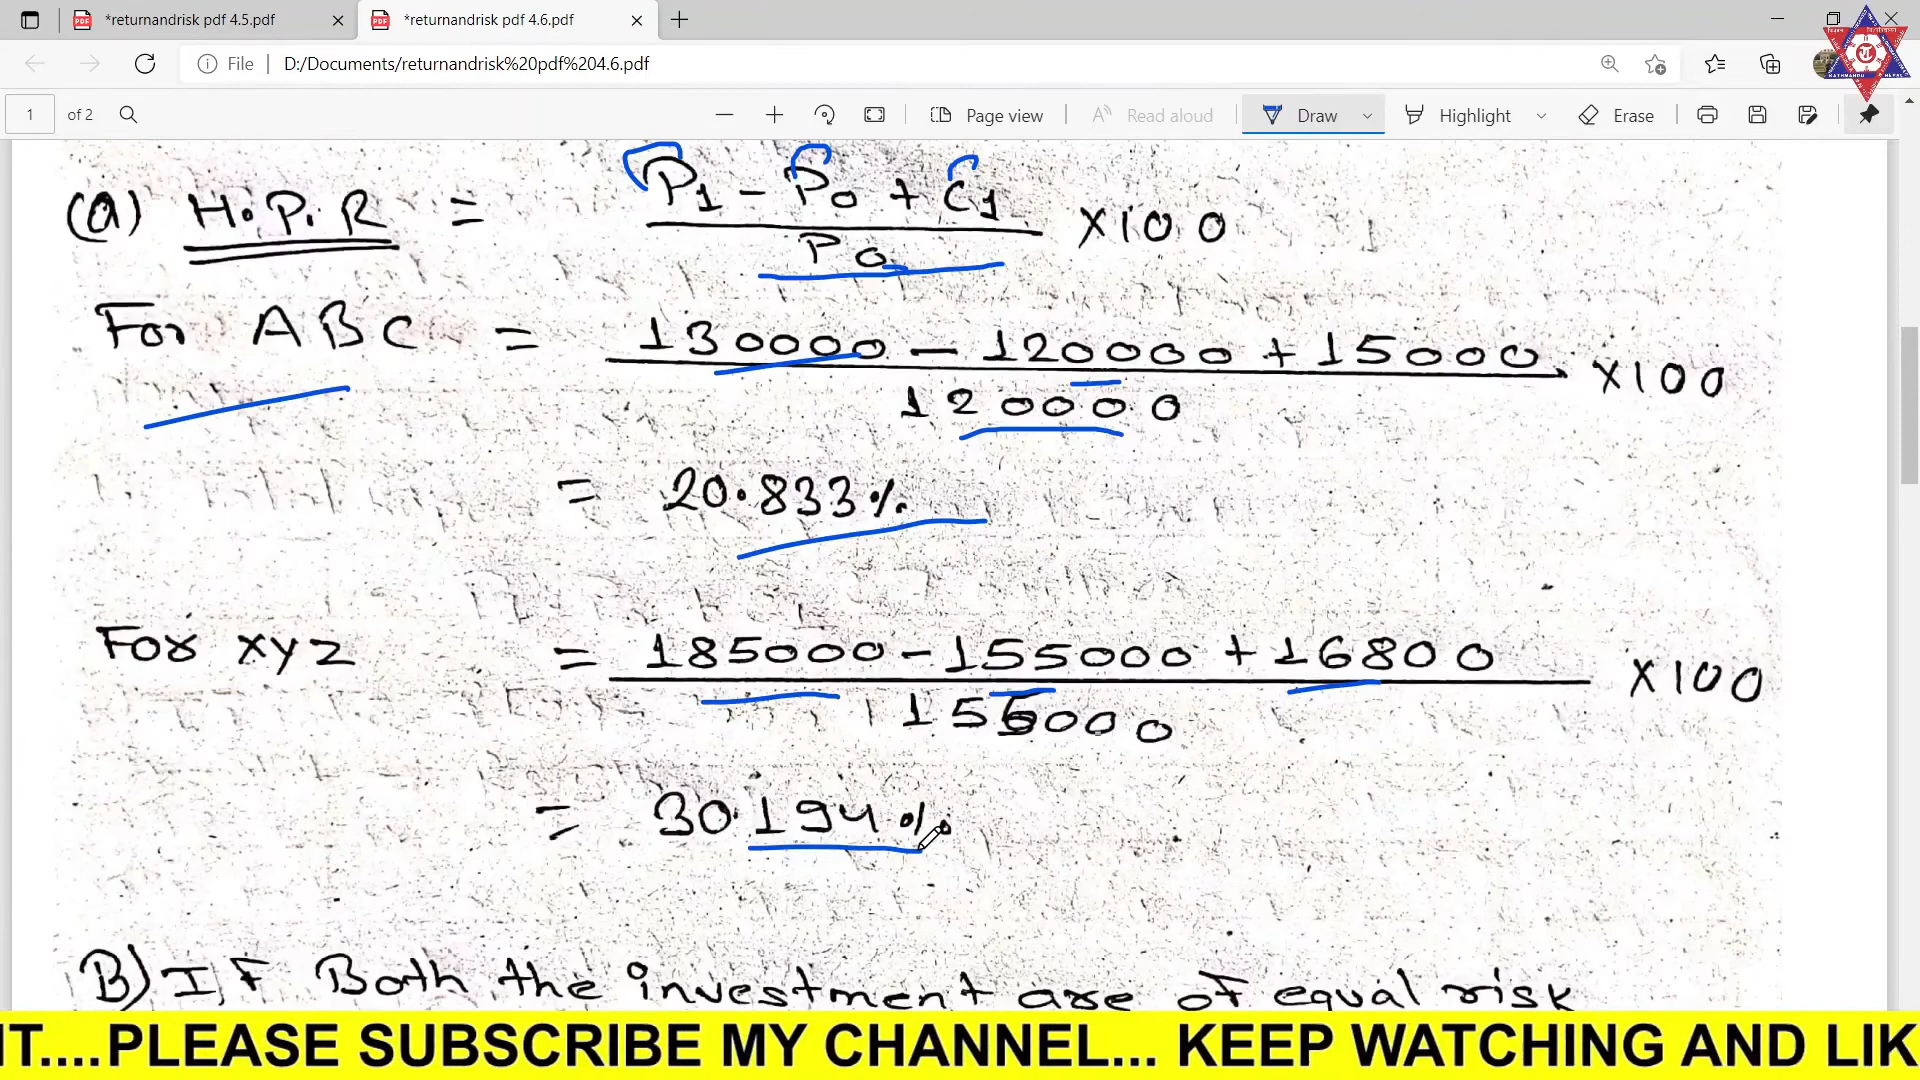 *returnandrisk pdf 4.5.pdf
*returnandrisk pdf 4.6.pdf
File
D:/Documents/returnandrisk%20pdf%204.6.pdf
1 of 2
Page view
Read aloud
Draw
Highlight
Erase
(a) H.P.R = P1 - P0 + C1 / P0 X100
For ABC = 130000 - 120000 + 15000 / 120000 X100
= 20.833%
For xyz = 185000 - 155000 + 16800 / 155000 X100
= 30.194%
B) I,F Both the investment are of equal risk
IT....PLEASE SUBSCRIBE MY CHANNEL... KEEP WATCHING AND LIK